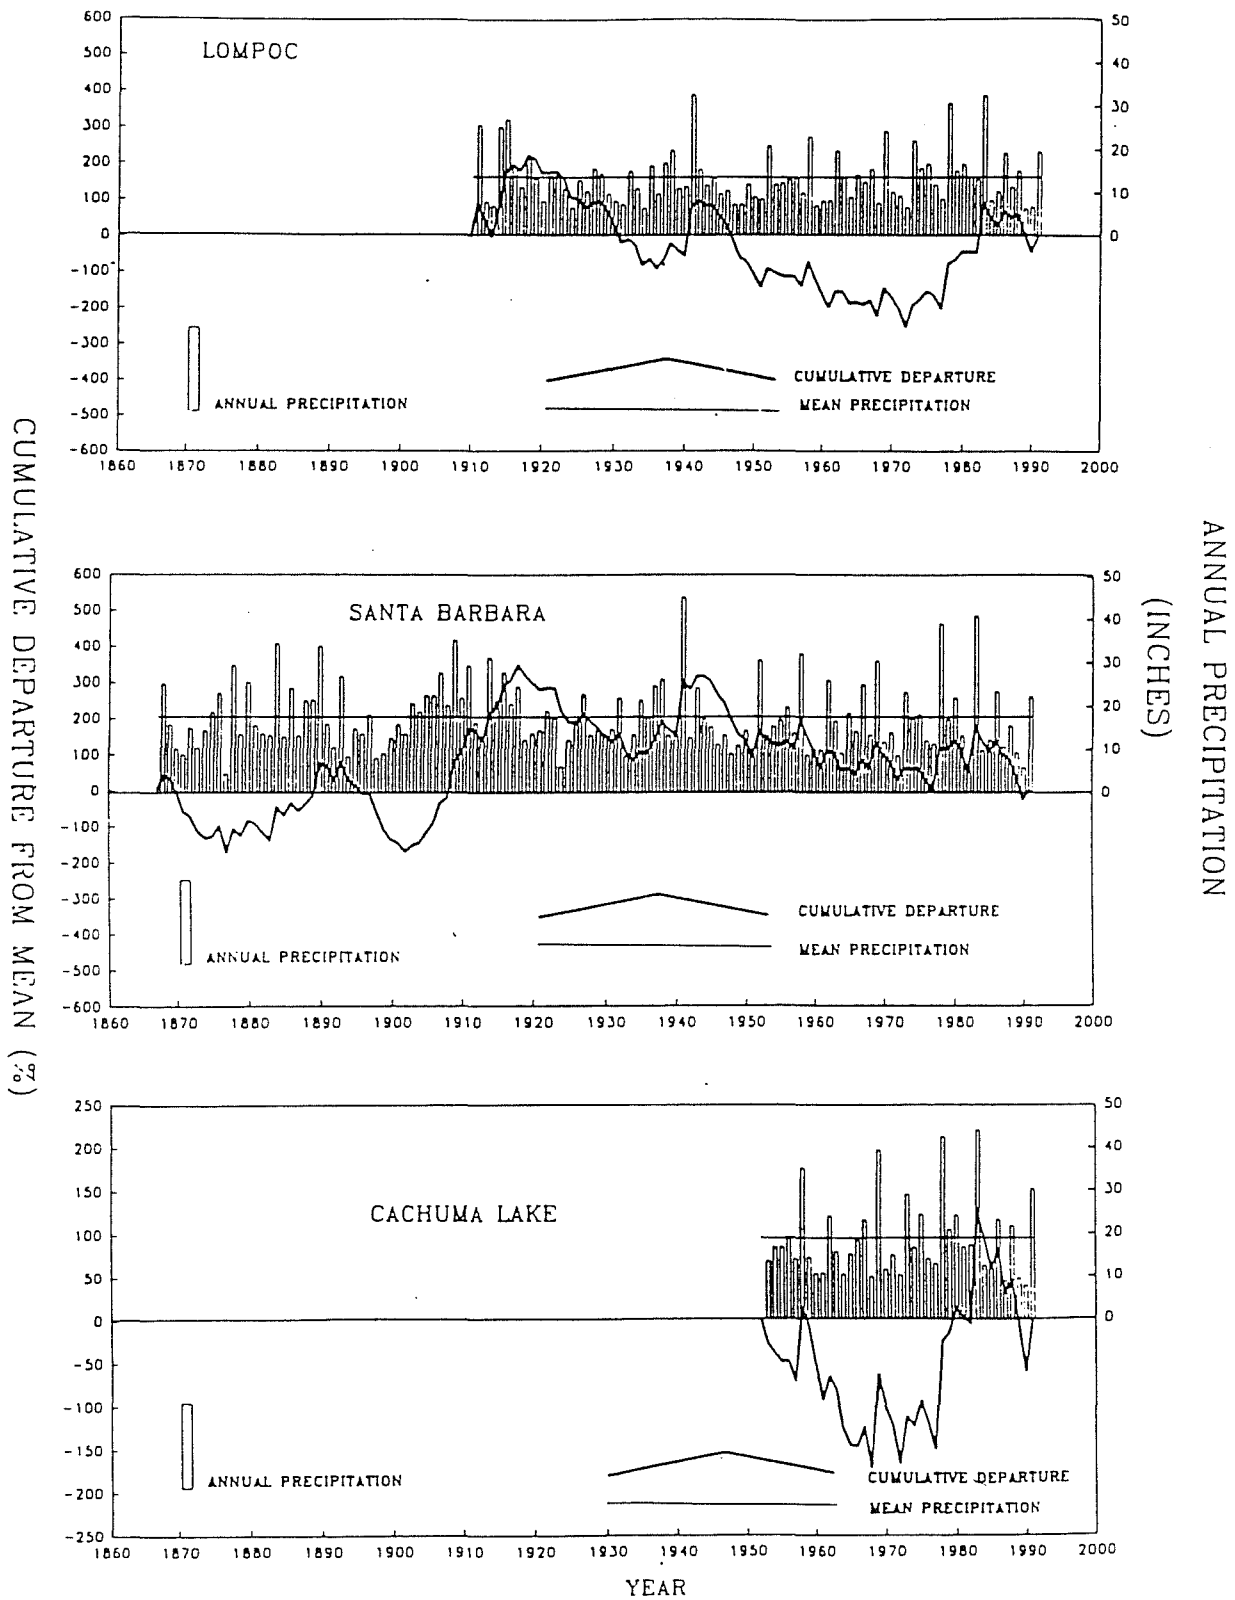 CUMULATIVE DEPARTURE FROM MEAN (%)
ANNUAL PRECIPITATION
(INCHES)
LOMPOC
600
500
400
300
200
100
0
-100
-200
-300
-400
-500
-600
50
40
30
20
10
0
ANNUAL PRECIPITATION
CUMULATIVE DEPARTURE
MEAN PRECIPITATION
1860 1870 1880 1890 1900 1910 1920 1930 1940 1950 1960 1970 1980 1990 2000
SANTA BARBARA
600
500
400
300
200
100
0
-100
-200
-300
-400
-500
-600
50
40
30
20
10
0
ANNUAL PRECIPITATION
CUMULATIVE DEPARTURE
MEAN PRECIPITATION
1860 1870 1880 1890 1900 1910 1920 1930 1940 1950 1960 1970 1980 1990 2000
CACHUMA LAKE
250
200
150
100
50
0
-50
-100
-150
-200
-250
50
40
30
20
10
0
ANNUAL PRECIPITATION
CUMULATIVE DEPARTURE
MEAN PRECIPITATION
1860 1870 1880 1890 1900 1910 1920 1930 1940 1950 1960 1970 1980 1990 2000
YEAR